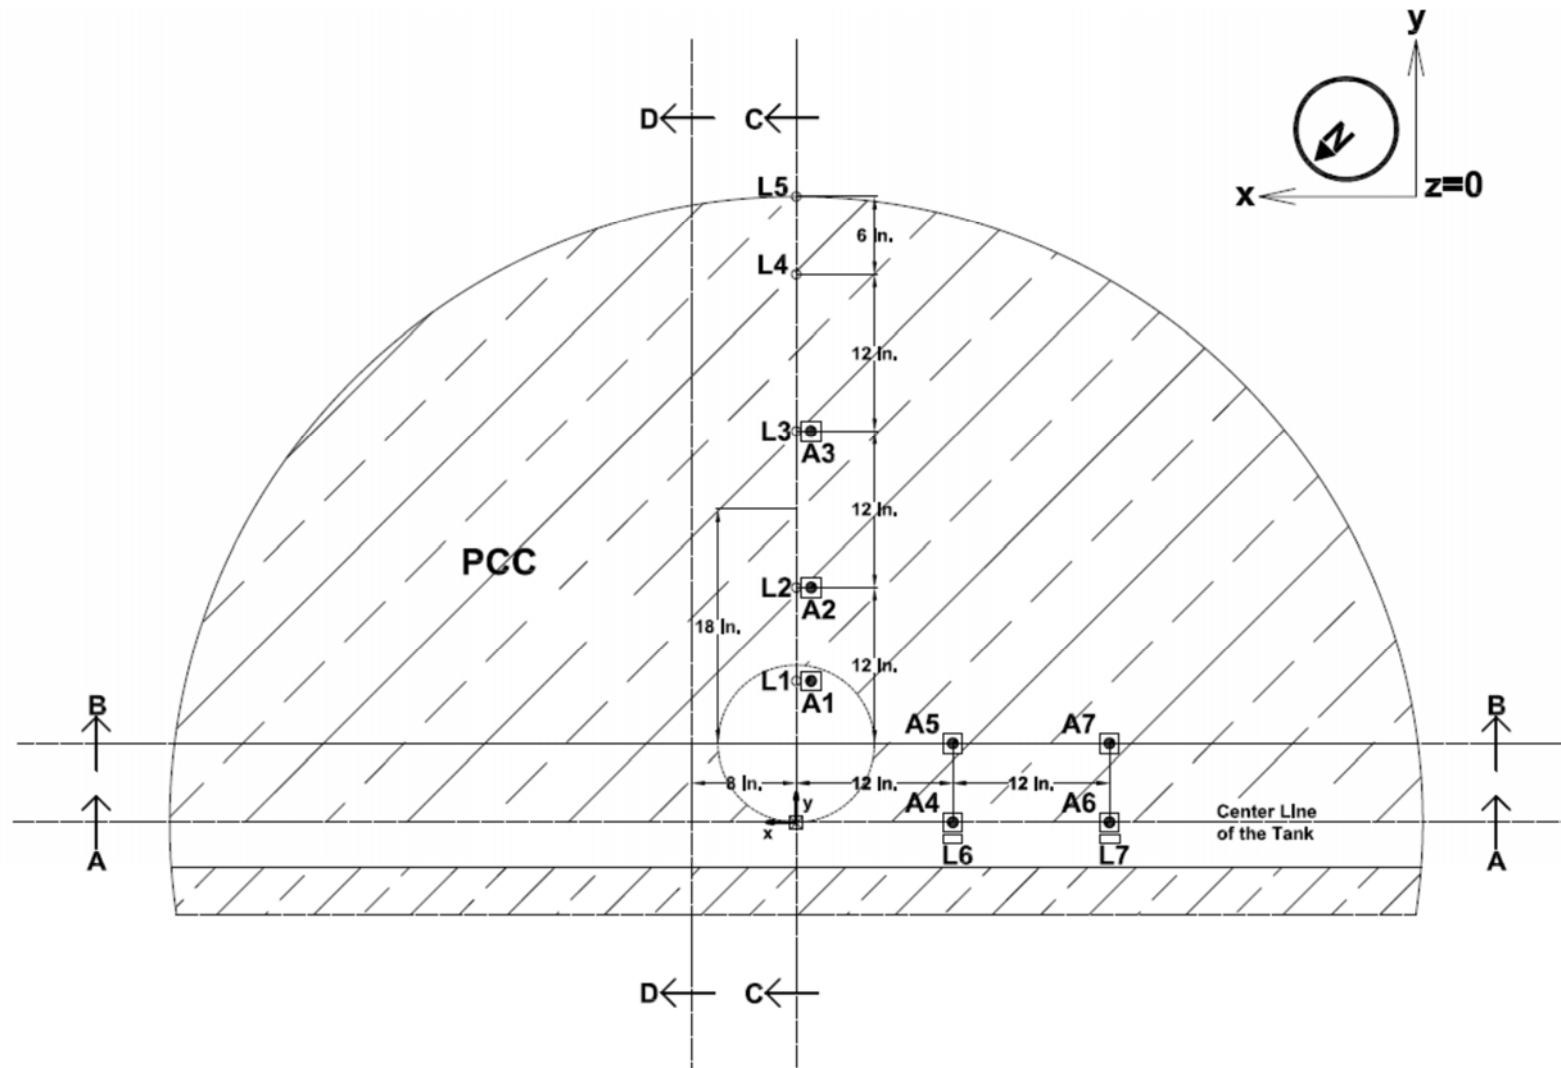 y
N
x
z=0
D
C
L5
6 In.
L4
12 In.
L3
A3
12 In.
PCC
L2
A2
18 In.
12 In.
L1
A1
B
A5
A7
B
8 In.
12 In.
12 In.
y
A4
A6
Center Line
of the Tank
x
A
L6
L7
A
D
C